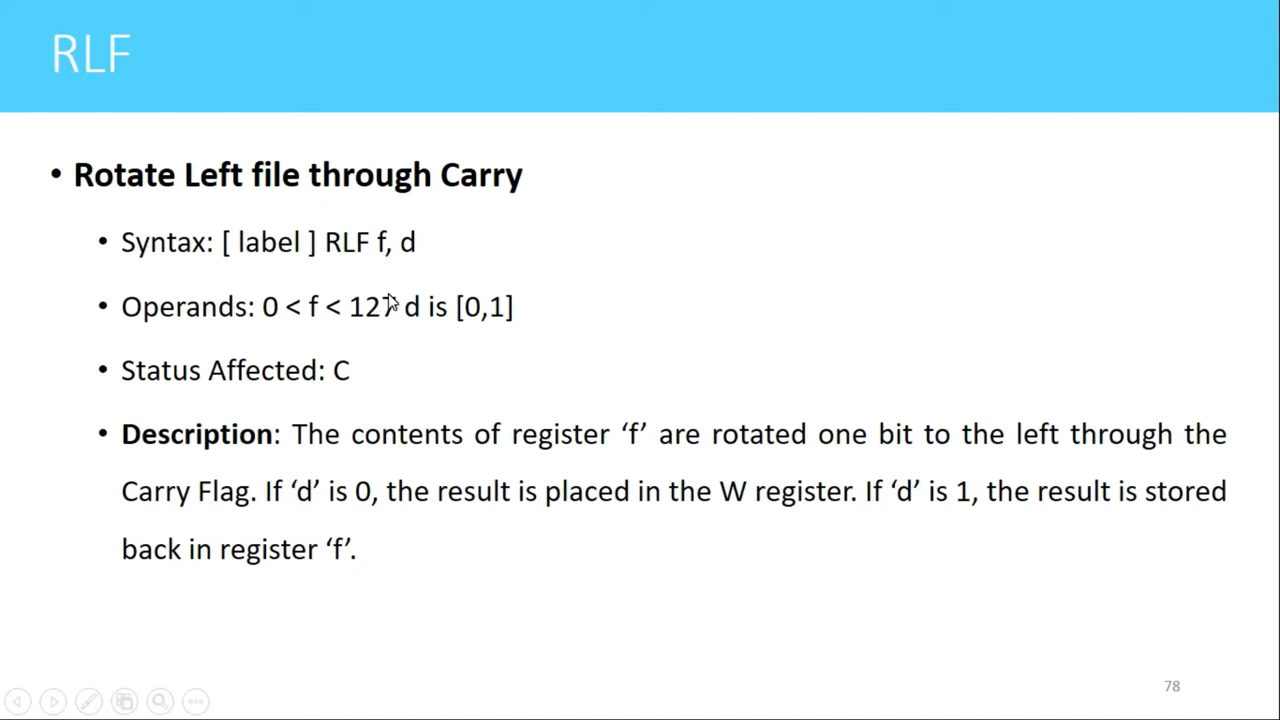 RLF
• Rotate Left file through Carry
• Syntax: [ label ] RLF f, d
• Operands: 0 < f < 127 d is [0,1]
• Status Affected: C
• Description: The contents of register ‘f’ are rotated one bit to the left through the
Carry Flag. If ‘d’ is 0, the result is placed in the W register. If ‘d’ is 1, the result is stored
back in register ‘f’.
78